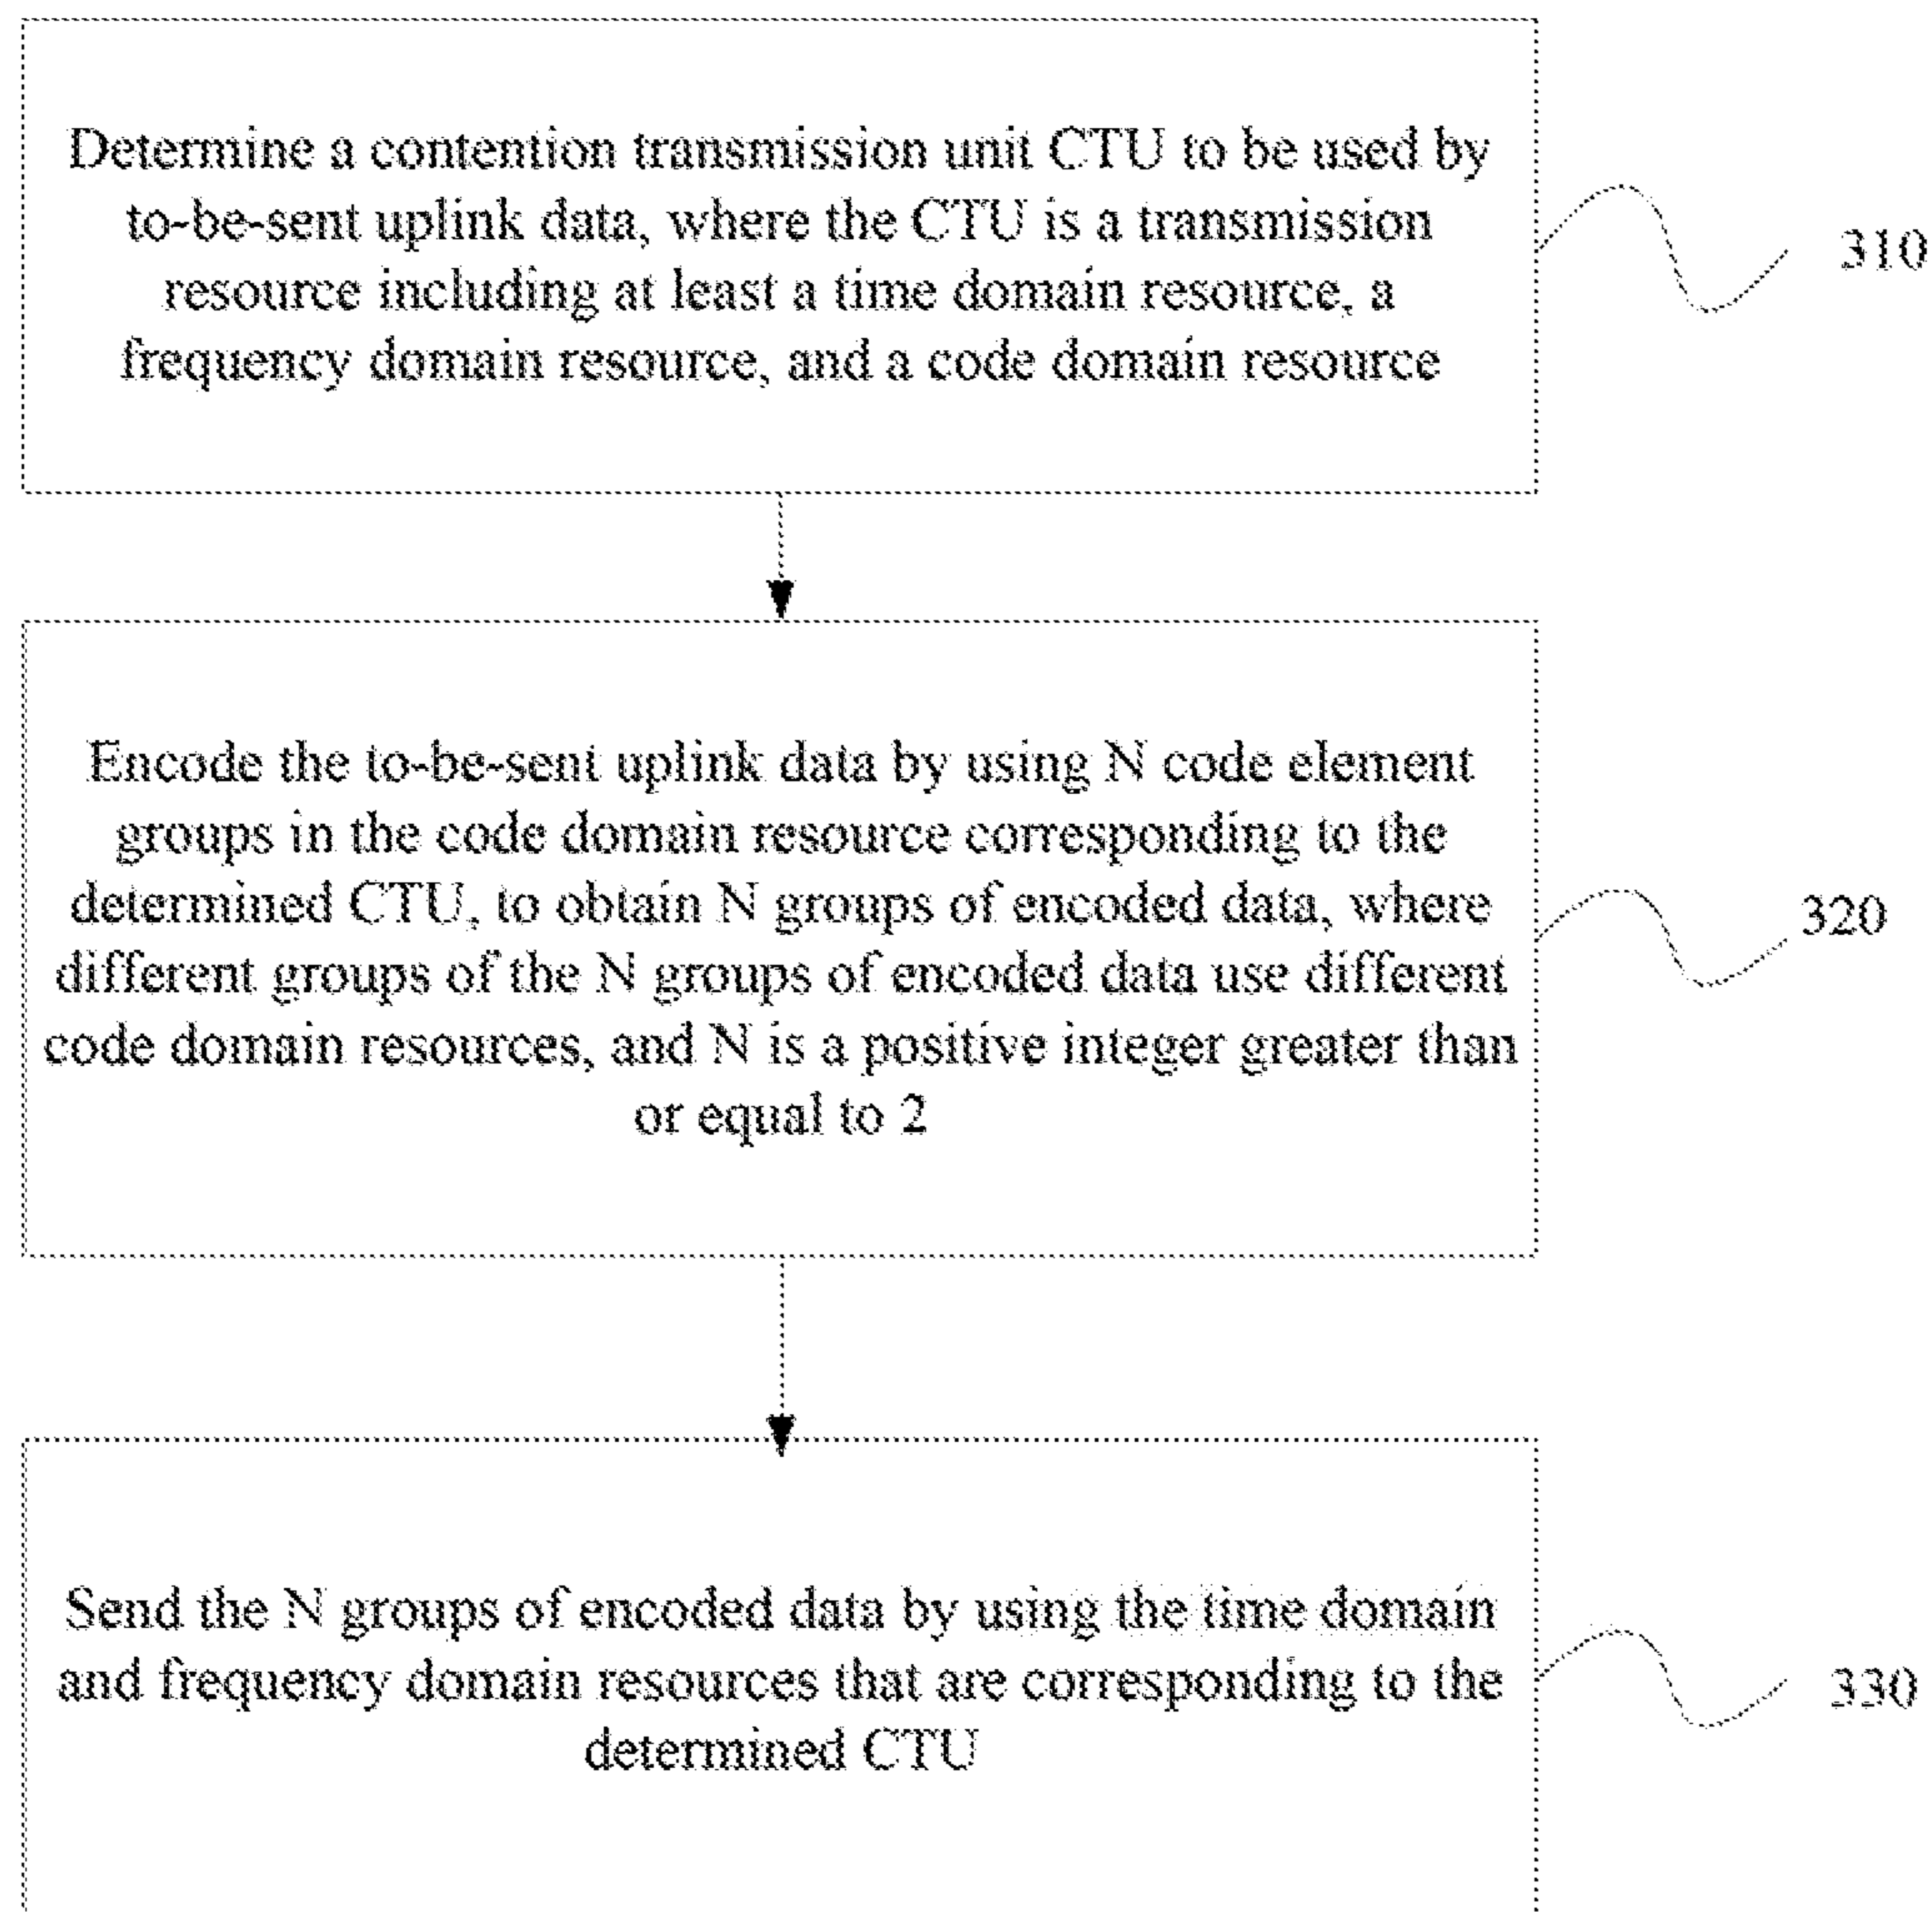 Determine a contention transmission unit CTU to be used by
to-be-sent uplink data, where the CTU is a transmission
resource including at least a time domain resource, a
frequency domain resource, and a code domain resource
310
Encode the to-be-sent uplink data by using N code element
groups in the code domain resource corresponding to the
determined CTU, to obtain N groups of encoded data, where
different groups of the N groups of encoded data use different
code domain resources, and N is a positive integer greater than
or equal to 2
320
Send the N groups of encoded data by using the time domain
and frequency domain resources that are corresponding to the
determined CTU
330